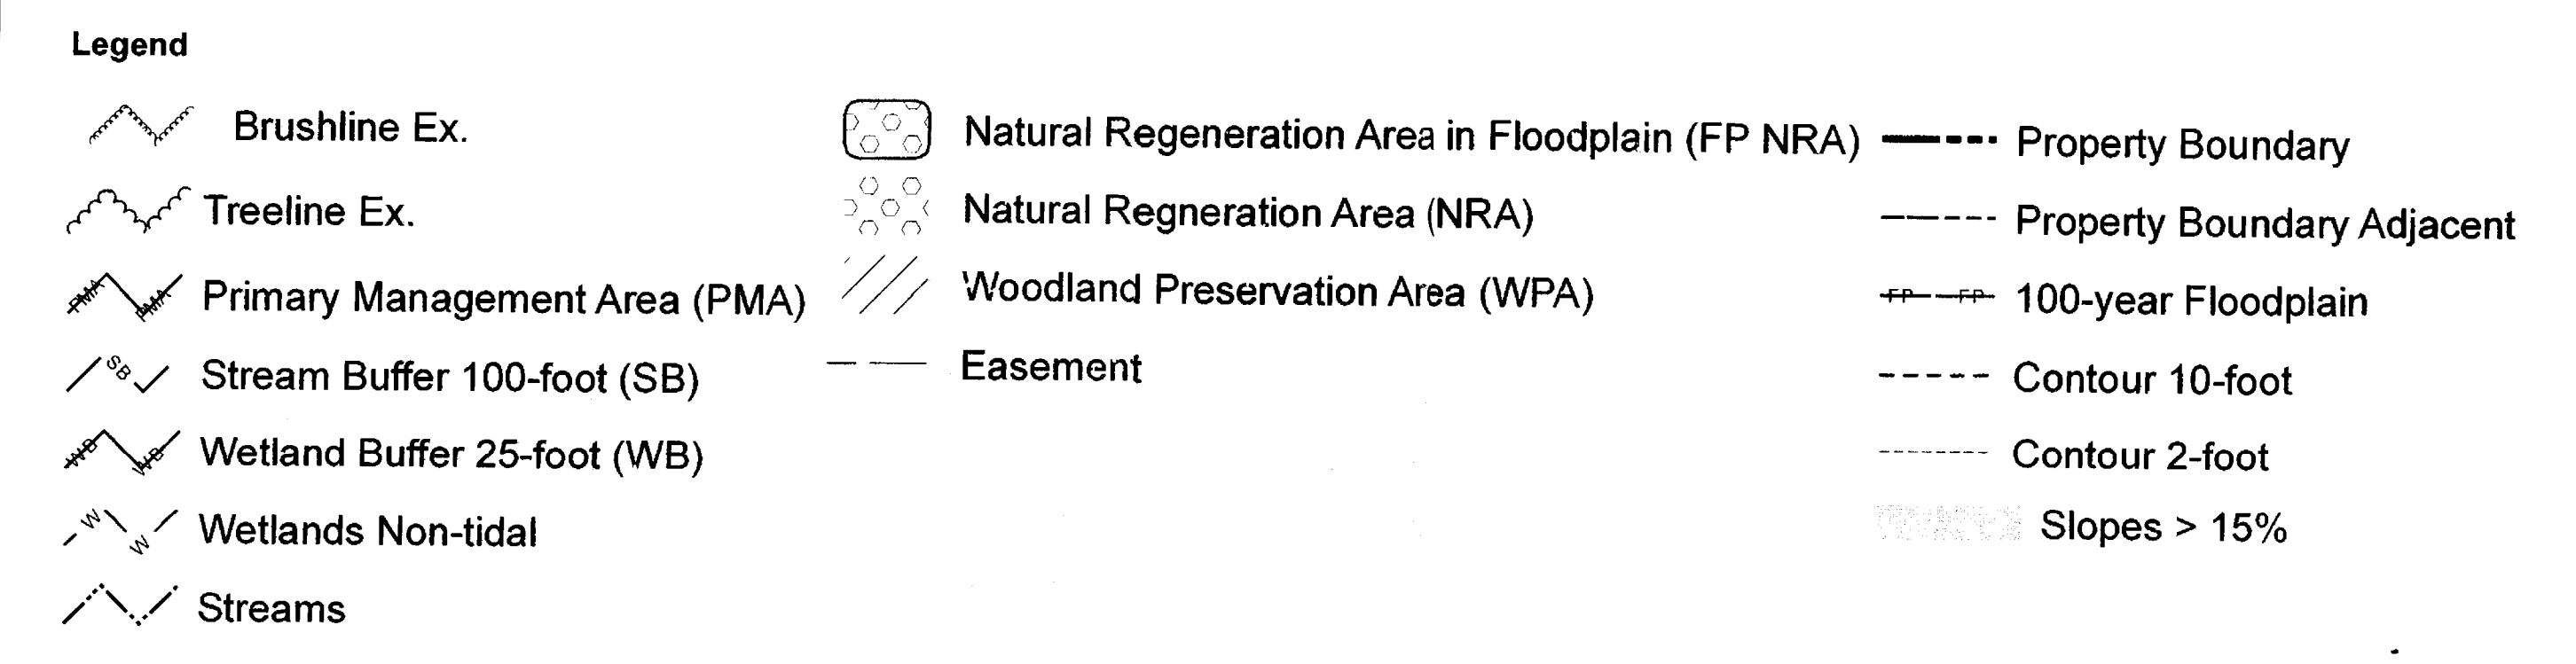 Legend
Brushline Ex.
Treeline Ex.
PMA PMA Primary Management Area (PMA)
SB Stream Buffer 100-foot (SB)
WB WB Wetland Buffer 25-foot (WB)
W W Wetlands Non-tidal
Streams
Natural Regeneration Area in Floodplain (FP NRA)
Natural Regneration Area (NRA)
Woodland Preservation Area (WPA)
Easement
Property Boundary
Property Boundary Adjacent
FP FP 100-year Floodplain
Contour 10-foot
Contour 2-foot
Slopes > 15%